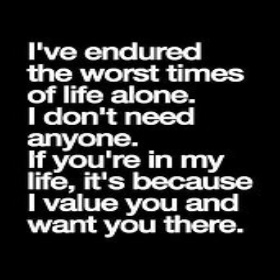 I've endured
the worst times
of life alone.
I don't need
anyone.
If you're in my
life, it's because
I value you and
want you there.